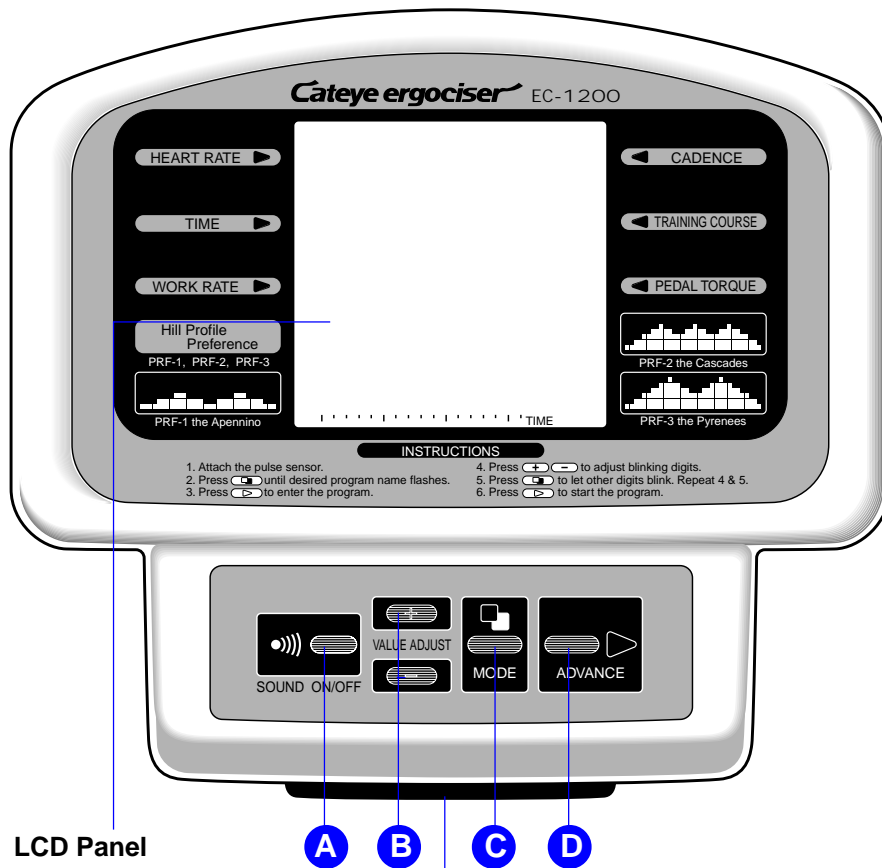 Cateye ergociser EC-1200
HEART RATE
TIME
WORK RATE
Hill Profile
Preference
PRF-1, PRF-2, PRF-3
PRF-1 the Apennino
CADENCE
TRAINING COURSE
PEDAL TORQUE
PRF-2 the Cascades
PRF-3 the Pyrenees
TIME
INSTRUCTIONS
1. Attach the pulse sensor.
2. Press until desired program name flashes.
3. Press to enter the program.
4. Press + − to adjust blinking digits.
5. Press to let other digits blink. Repeat 4 & 5.
6. Press to start the program.
SOUND ON/OFF
+
VALUE ADJUST
−
MODE
ADVANCE
LCD Panel
A B C D